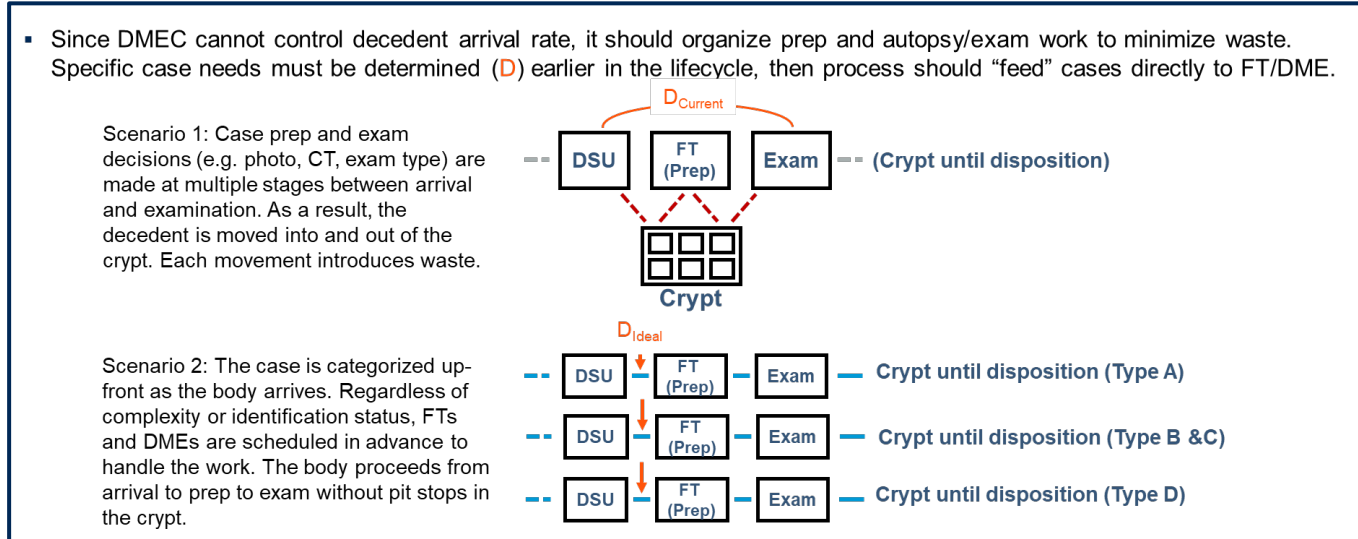 ▪ Since DMEC cannot control decedent arrival rate, it should organize prep and autopsy/exam work to minimize waste.
Specific case needs must be determined (D) earlier in the lifecycle, then process should “feed” cases directly to FT/DME.
Scenario 1: Case prep and exam
decisions (e.g. photo, CT, exam type) are
made at multiple stages between arrival
and examination. As a result, the
decedent is moved into and out of the
crypt. Each movement introduces waste.
DCurrent
DSU
FT
(Prep)
Exam
(Crypt until disposition)
Crypt
Scenario 2: The case is categorized up-
front as the body arrives. Regardless of
complexity or identification status, FTs
and DMEs are scheduled in advance to
handle the work. The body proceeds from
arrival to prep to exam without pit stops in
the crypt.
DIdeal
DSU
FT
(Prep)
Exam
Crypt until disposition (Type A)
DSU
FT
(Prep)
Exam
Crypt until disposition (Type B &C)
DSU
FT
(Prep)
Exam
Crypt until disposition (Type D)